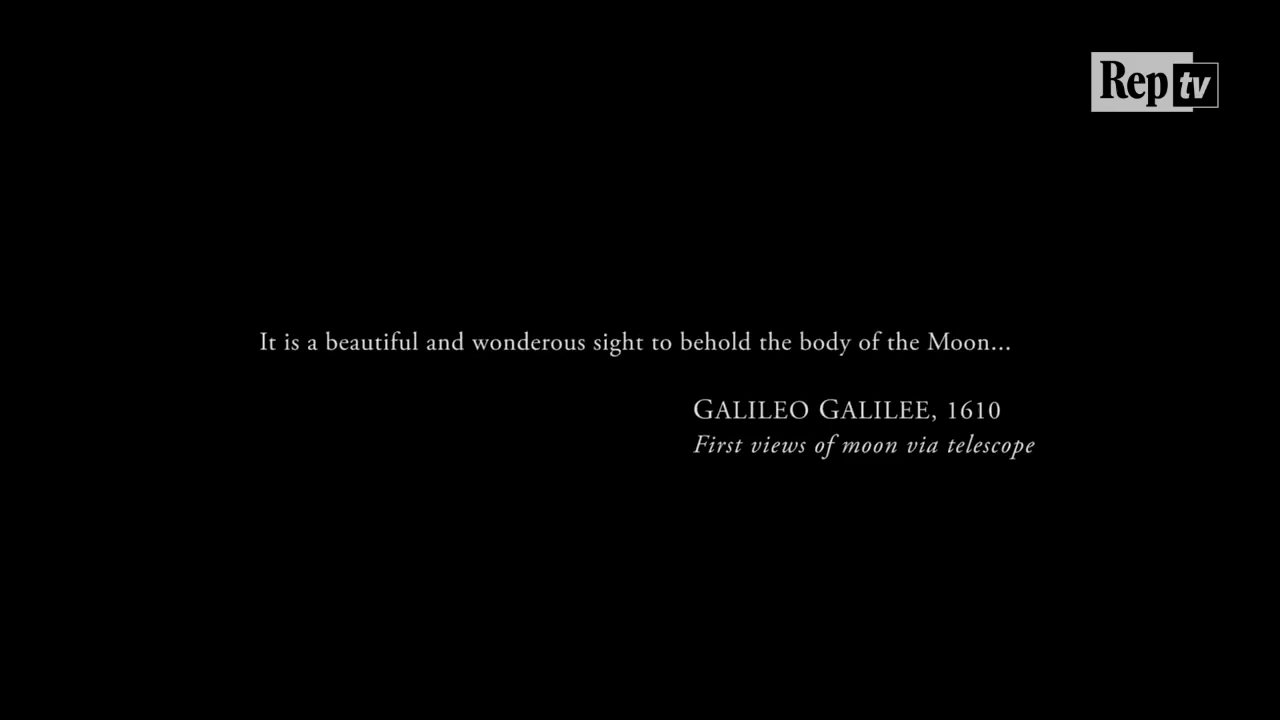 Rep tv
It is a beautiful and wonderous sight to behold the body of the Moon...
GALILEO GALILEE, 1610
First views of moon via telescope